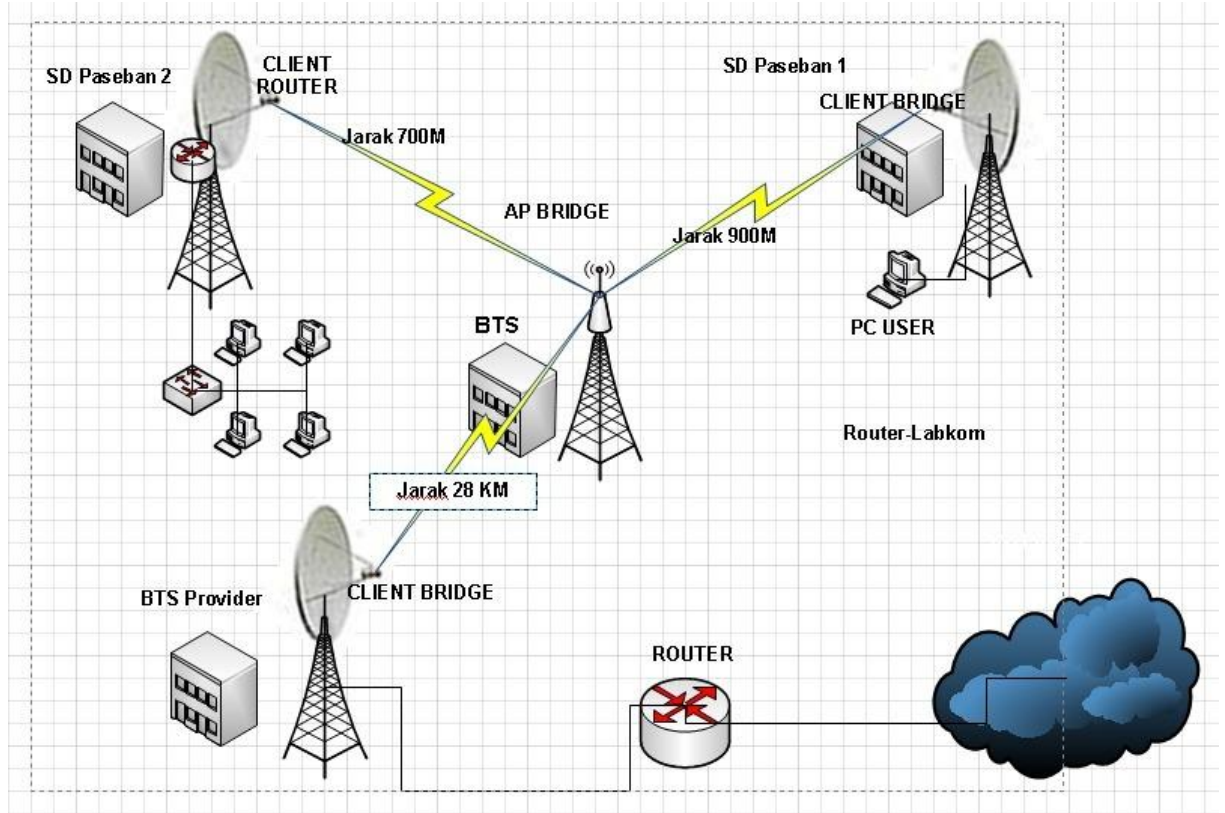 SD Paseban 2
CLIENT
ROUTER
SD Paseban 1
CLIENT BRIDGE
Jarak 700M
AP BRIDGE
Jarak 900M
BTS
PC USER
Router-Labkom
Jarak 28 KM
BTS Provider
CLIENT BRIDGE
ROUTER